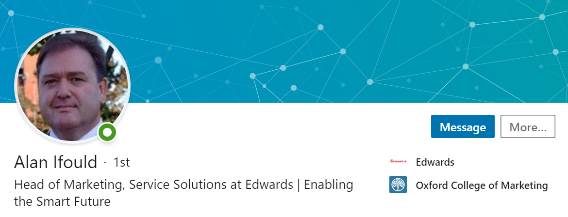 Message
More...
Alan Ifould · 1st
Edwards
Head of Marketing, Service Solutions at Edwards | Enabling
the Smart Future
Oxford College of Marketing